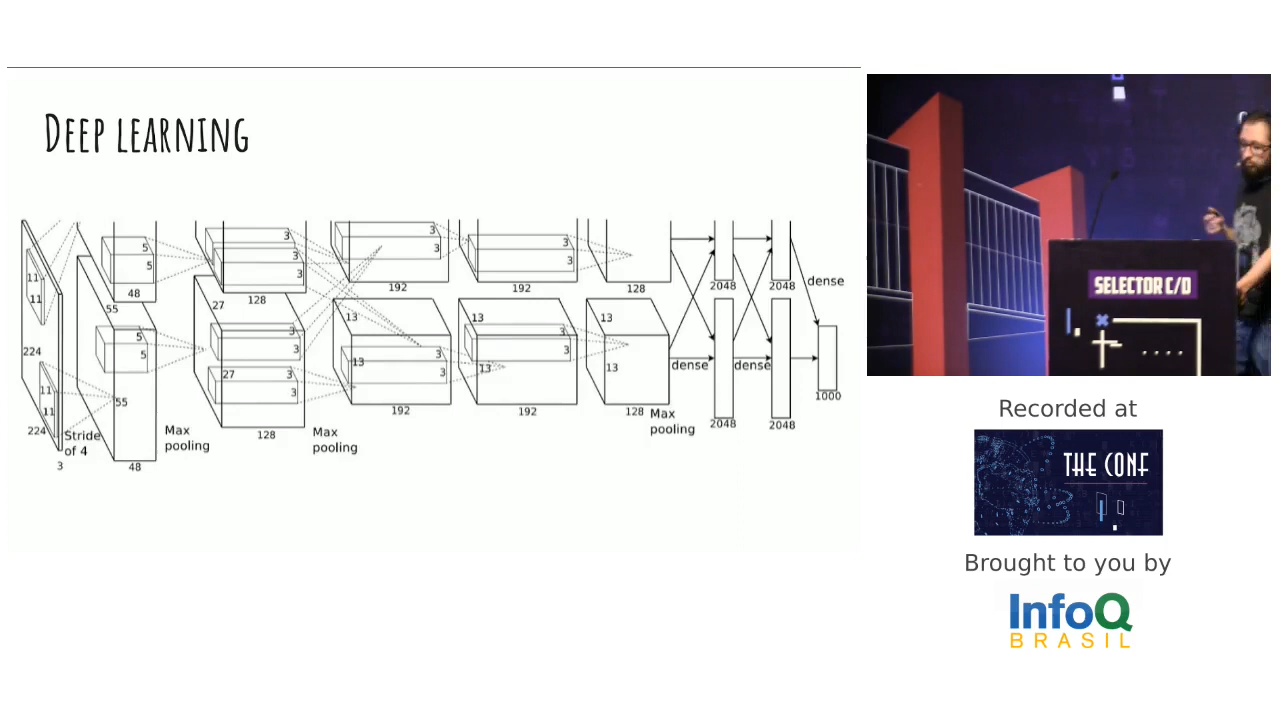 Deep learning
3
3
3
3
3
3
3
5
5
11
11
48
55
27
128
192
192
128
2048
2048
dense
13
13
13
5
5
3
3
3
3
3
3
3
3
224
13
13
13
27
dense
dense
11
11
55
1000
192
192
128
Max
pooling
2048
2048
224
Stride
of 4
Max
pooling
128
Max
pooling
3
48
SELECTOR C/D
Recorded at
THE CONF
Brought to you by
InfoQ
BRASIL